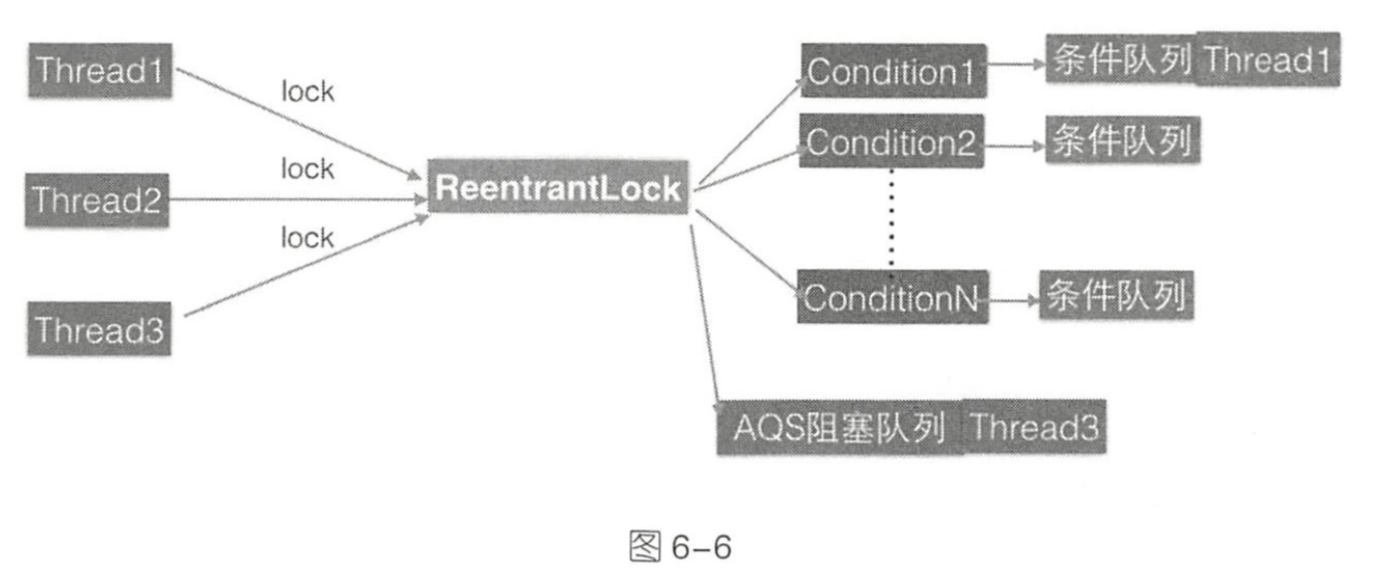 Thread1
lock
Thread2
lock
Thread3
lock
ReentrantLock
Condition1
条件队列 Thread1
Condition2
条件队列
ConditionN
条件队列
AQS阻塞队列 Thread3
图 6-6